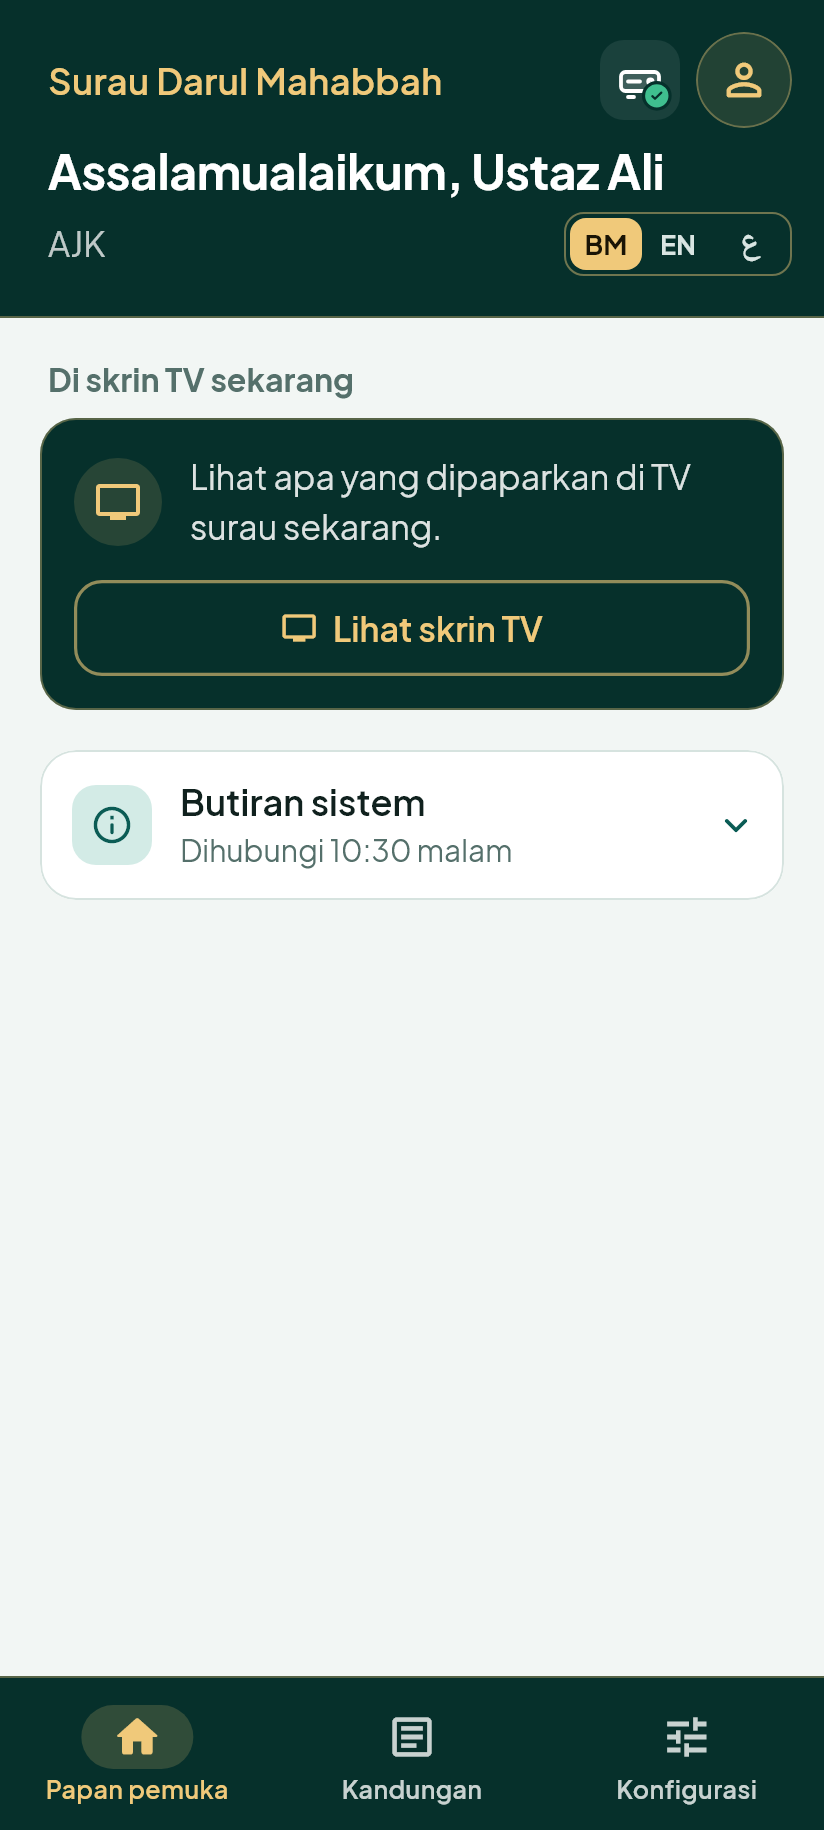 Surau Darul Mahabbah
Assalamualaikum, Ustaz Ali
AJK
BM EN ع
Di skrin TV sekarang
Lihat apa yang dipaparkan di TV
surau sekarang.
Lihat skrin TV
Butiran sistem
Dihubungi 10:30 malam
Papan pemuka
Kandungan
Konfigurasi